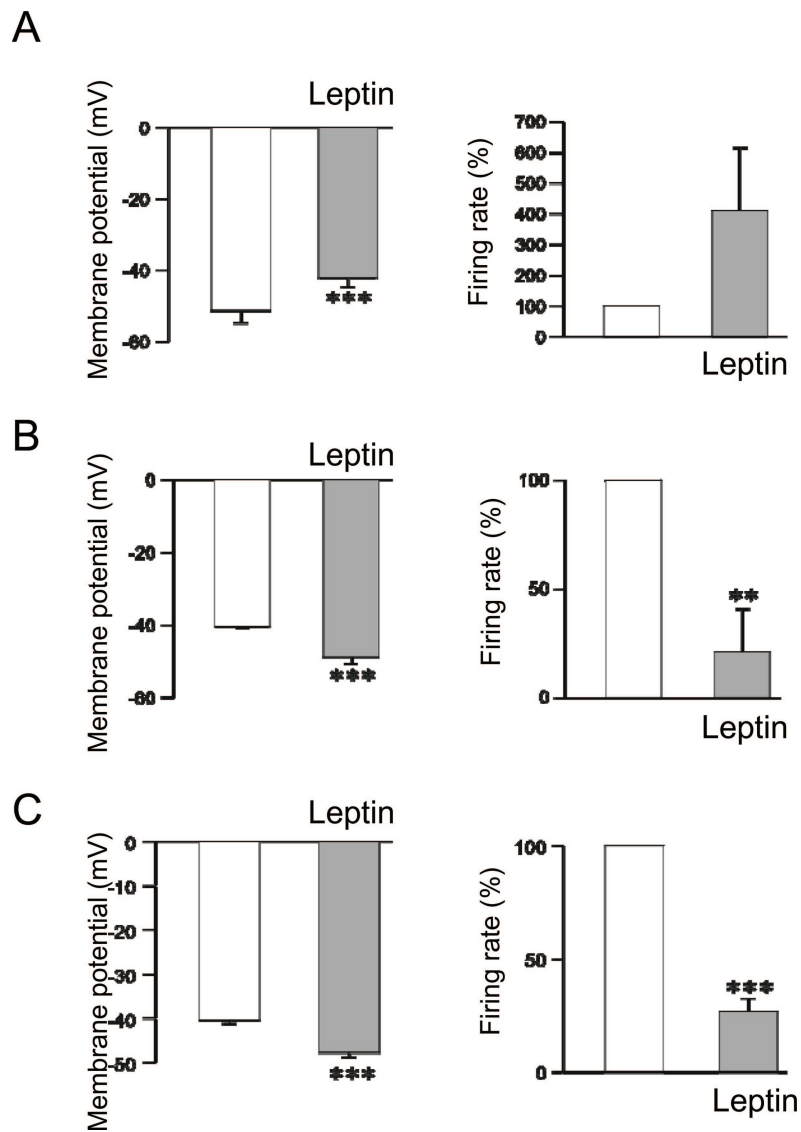 A
Leptin
Membrane potential (mV)
0
-20
-40
-60
***
Firing rate (%)
700
600
500
400
300
200
100
0
Leptin
B
Leptin
Membrane potential (mV)
0
-20
-40
-60
***
Firing rate (%)
100
50
0
**
Leptin
C
Leptin
Membrane potential (mV)
0
-10
-20
-30
-40
-50
***
Firing rate (%)
100
50
0
***
Leptin